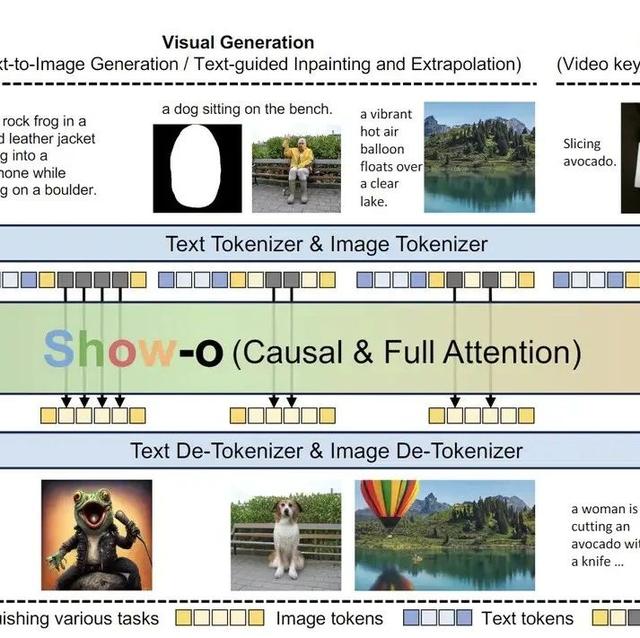 Visual Generation
xt-to-Image Generation / Text-guided Inpainting and Extrapolation)
(Video key
rock frog in a
d leather jacket
g into a
hone while
g on a boulder.
a dog sitting on the bench.
a vibrant
hot air
balloon
floats over
a clear
lake.
Slicing
avocado.
Text Tokenizer & Image Tokenizer
Show-o (Causal & Full Attention)
Text De-Tokenizer & Image De-Tokenizer
a woman is
cutting an
avocado wit
a knife ...
uishing various tasks
Image tokens
Text tokens